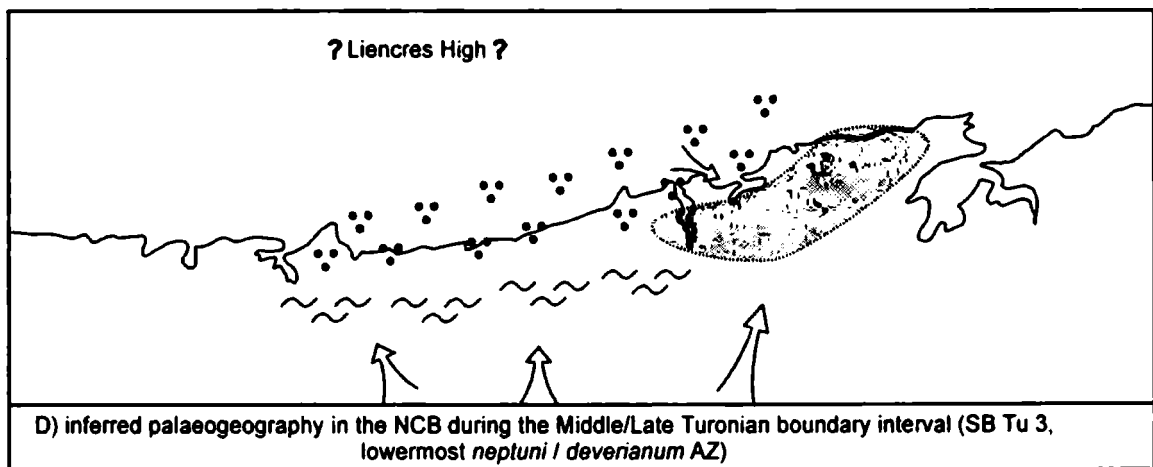 ? Liencres High ?
D) inferred palaeogeography in the NCB during the Middle/Late Turonian boundary interval (SB Tu 3,
lowermost neptuni / deverianum AZ)